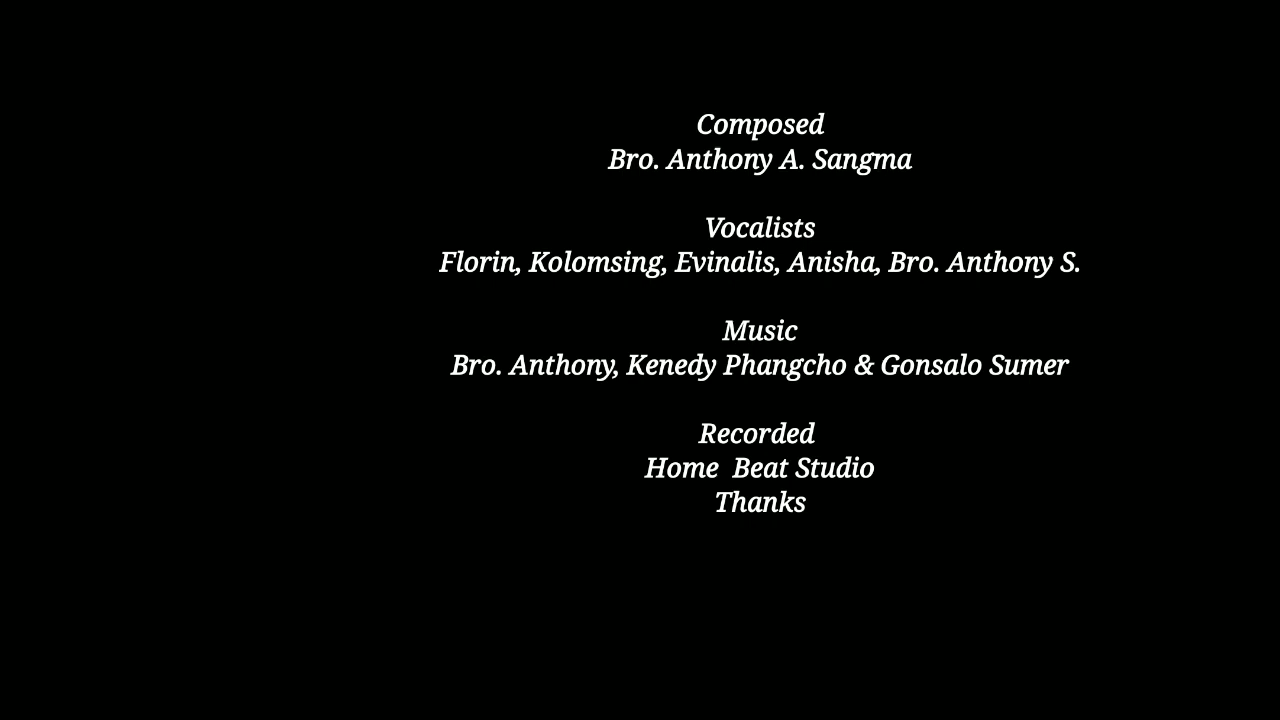 Composed
Bro. Anthony A. Sangma
Vocalists
Florin, Kolomsing, Evinalis, Anisha, Bro. Anthony S.
Music
Bro. Anthony, Kenedy Phangcho & Gonsalo Sumer
Recorded
Home  Beat Studio
Thanks